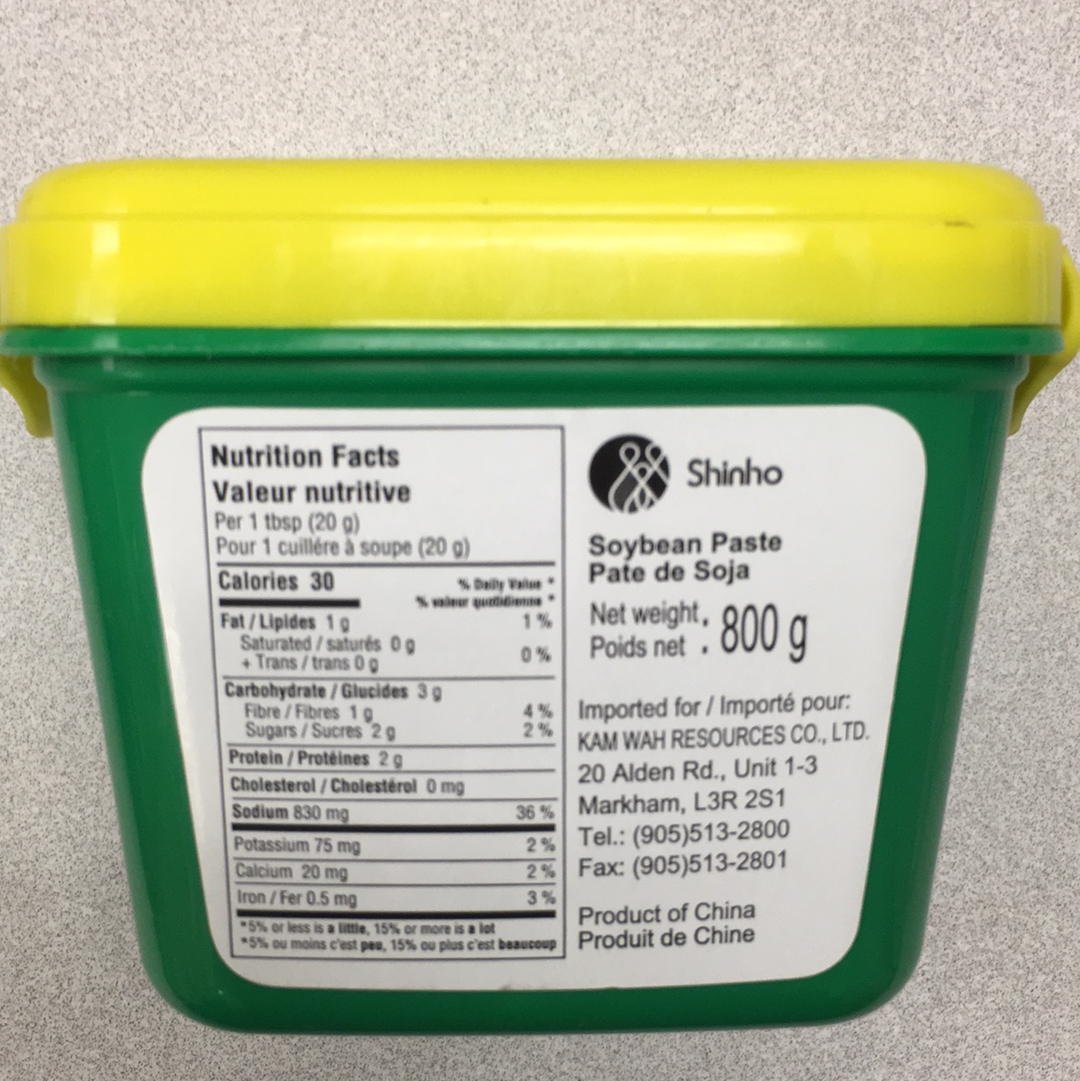 Nutrition Facts
Valeur nutritive
Per 1 tbsp (20 g)
Pour 1 cuillére à soupe (20 g)
Calories 30
% Daily Value *
% valeur quotidienne *
Fat / Lipides 1 g 1 %
Saturated / saturés 0 g
+ Trans / trans 0 g
0 %
Carbohydrate / Glucides 3 g
Fibre / Fibres 1 g 4 %
Sugars / Sucres 2 g 2 %
Protein / Protéines 2 g
Cholesterol / Cholestérol 0 mg
Sodium 830 mg 36 %
Potassium 75 mg 2 %
Calcium 20 mg 2 %
Iron / Fer 0.5 mg 3 %
*5% or less is a little, 15% or more is a lot
*5% ou moins c'est peu, 15% ou plus c'est beaucoup
Shinho
Soybean Paste
Pate de Soja
Net weight
Poids net : 800 g
Imported for / Importé pour:
KAM WAH RESOURCES CO., LTD.
20 Alden Rd., Unit 1-3
Markham, L3R 2S1
Tel.: (905)513-2800
Fax: (905)513-2801
Product of China
Produit de Chine